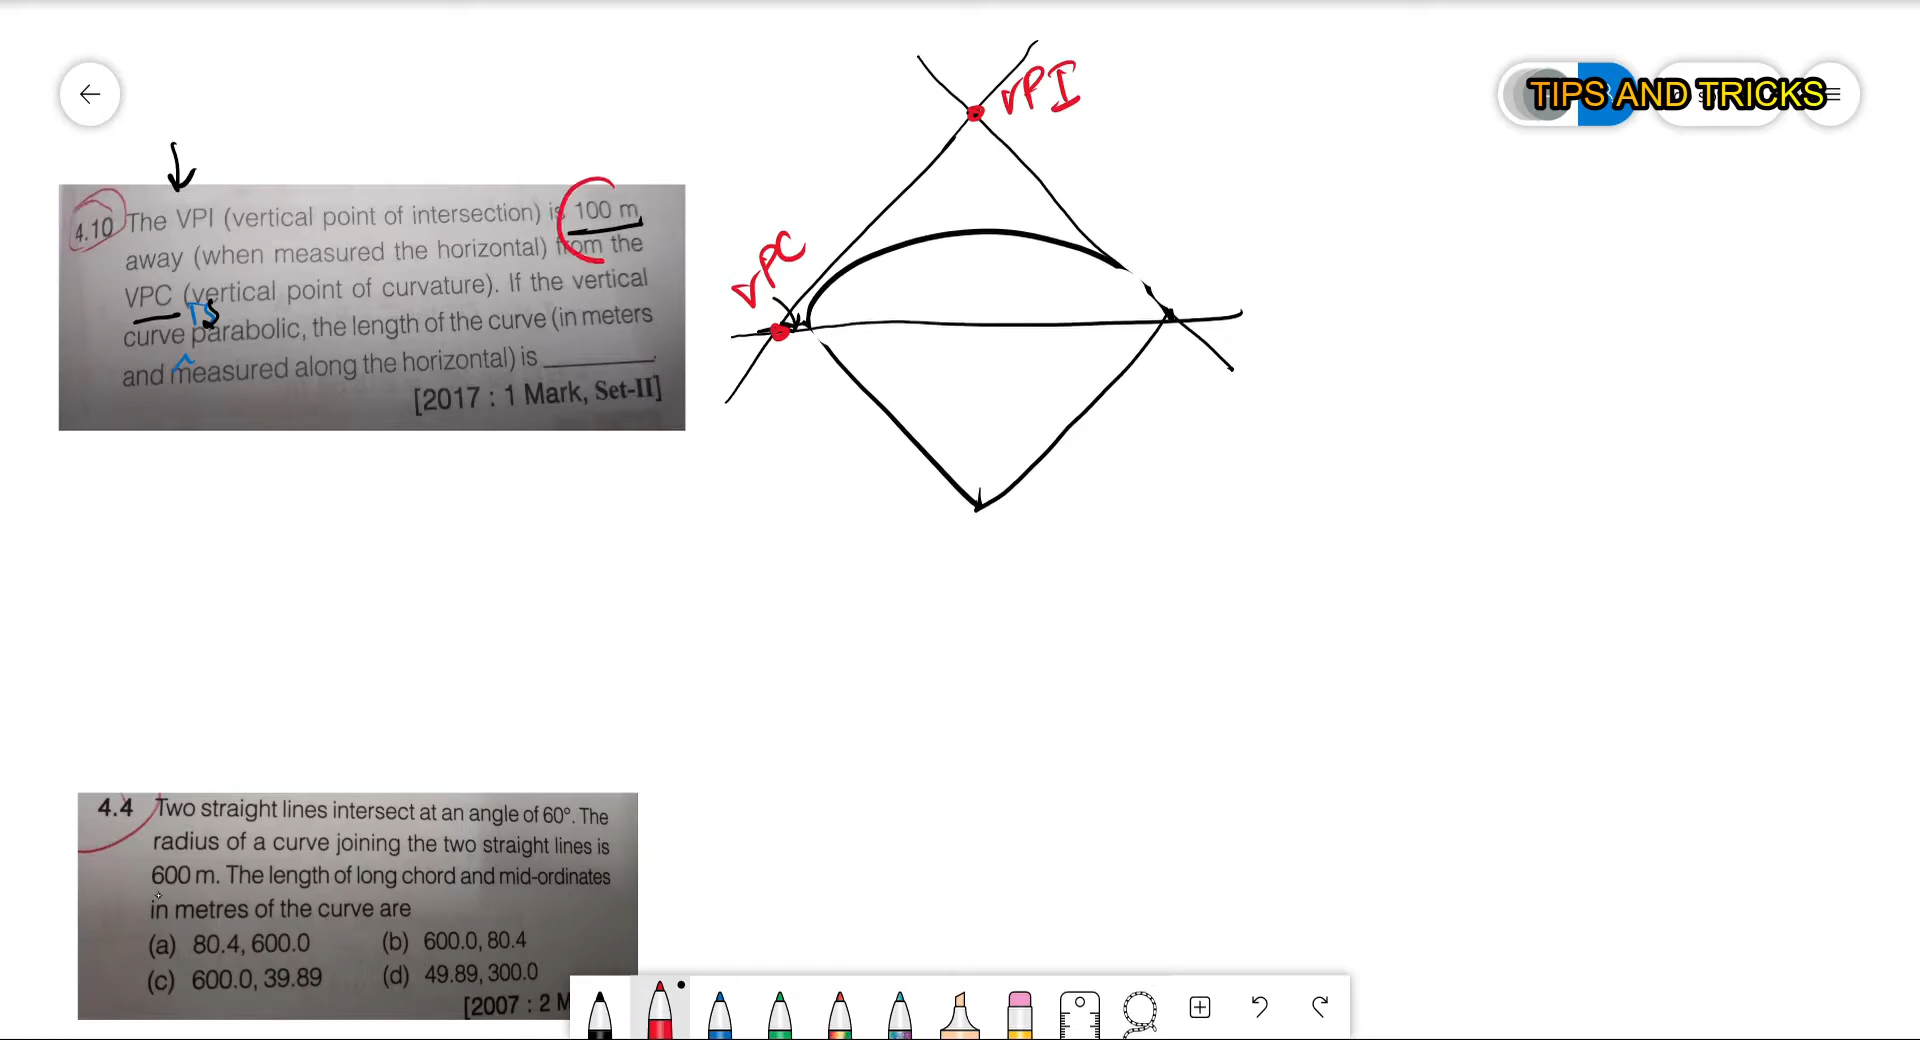 TIPS AND TRICKS
VPI
VPC
4.10 The VPI (vertical point of intersection) is 100 m
away (when measured the horizontal) from the
VPC (vertical point of curvature). If the vertical
IS
curve parabolic, the length of the curve (in meters
and measured along the horizontal) is ________.
[2017 : 1 Mark, Set-II]
4.4 Two straight lines intersect at an angle of 60°. The
radius of a curve joining the two straight lines is
600 m. The length of long chord and mid-ordinates
in metres of the curve are
(a) 80.4, 600.0 (b) 600.0, 80.4
(c) 600.0, 39.89 (d) 49.89, 300.0
[2007 : 2 M